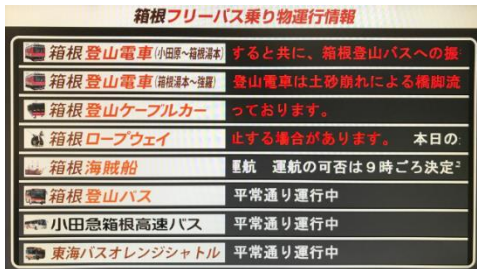 箱根フリーパス乗り物運行情報
箱根登山電車(小田原〜箱根湯本) すると共に、箱根登山バスへの振
箱根登山電車(箱根湯本〜強羅) 登山電車は土砂崩れによる橋脚流
箱根登山ケーブルカー っております。
箱根ロープウェイ 止する場合があります。 本日の
箱根海賊船 運航 運航の可否は9時ごろ決定
箱根登山バス 平常通り運行中
小田急箱根高速バス 平常通り運行中
東海バスオレンジシャトル 平常通り運行中